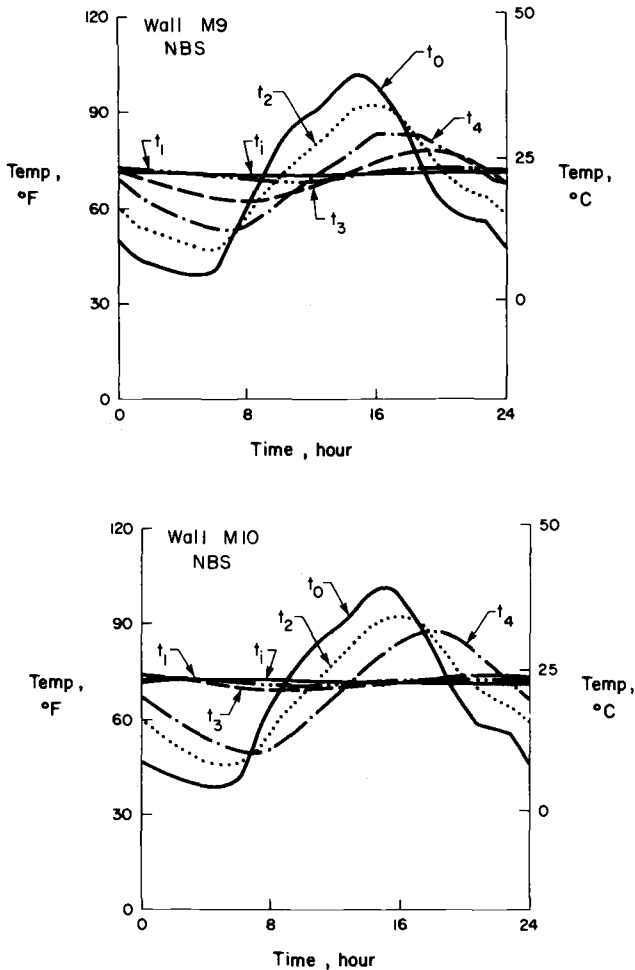 Wall M9
NBS
120
90
60
30
0
50
25
0
Temp,
°F
Temp,
°C
t₀
t₂
t₄
t₁
tᵢ
t₃
0
8
16
24
Time, hour
Wall M10
NBS
120
90
60
30
0
50
25
0
Temp,
°F
Temp,
°C
t₀
t₂
t₄
t₁
tᵢ
t₃
0
8
16
24
Time, hour